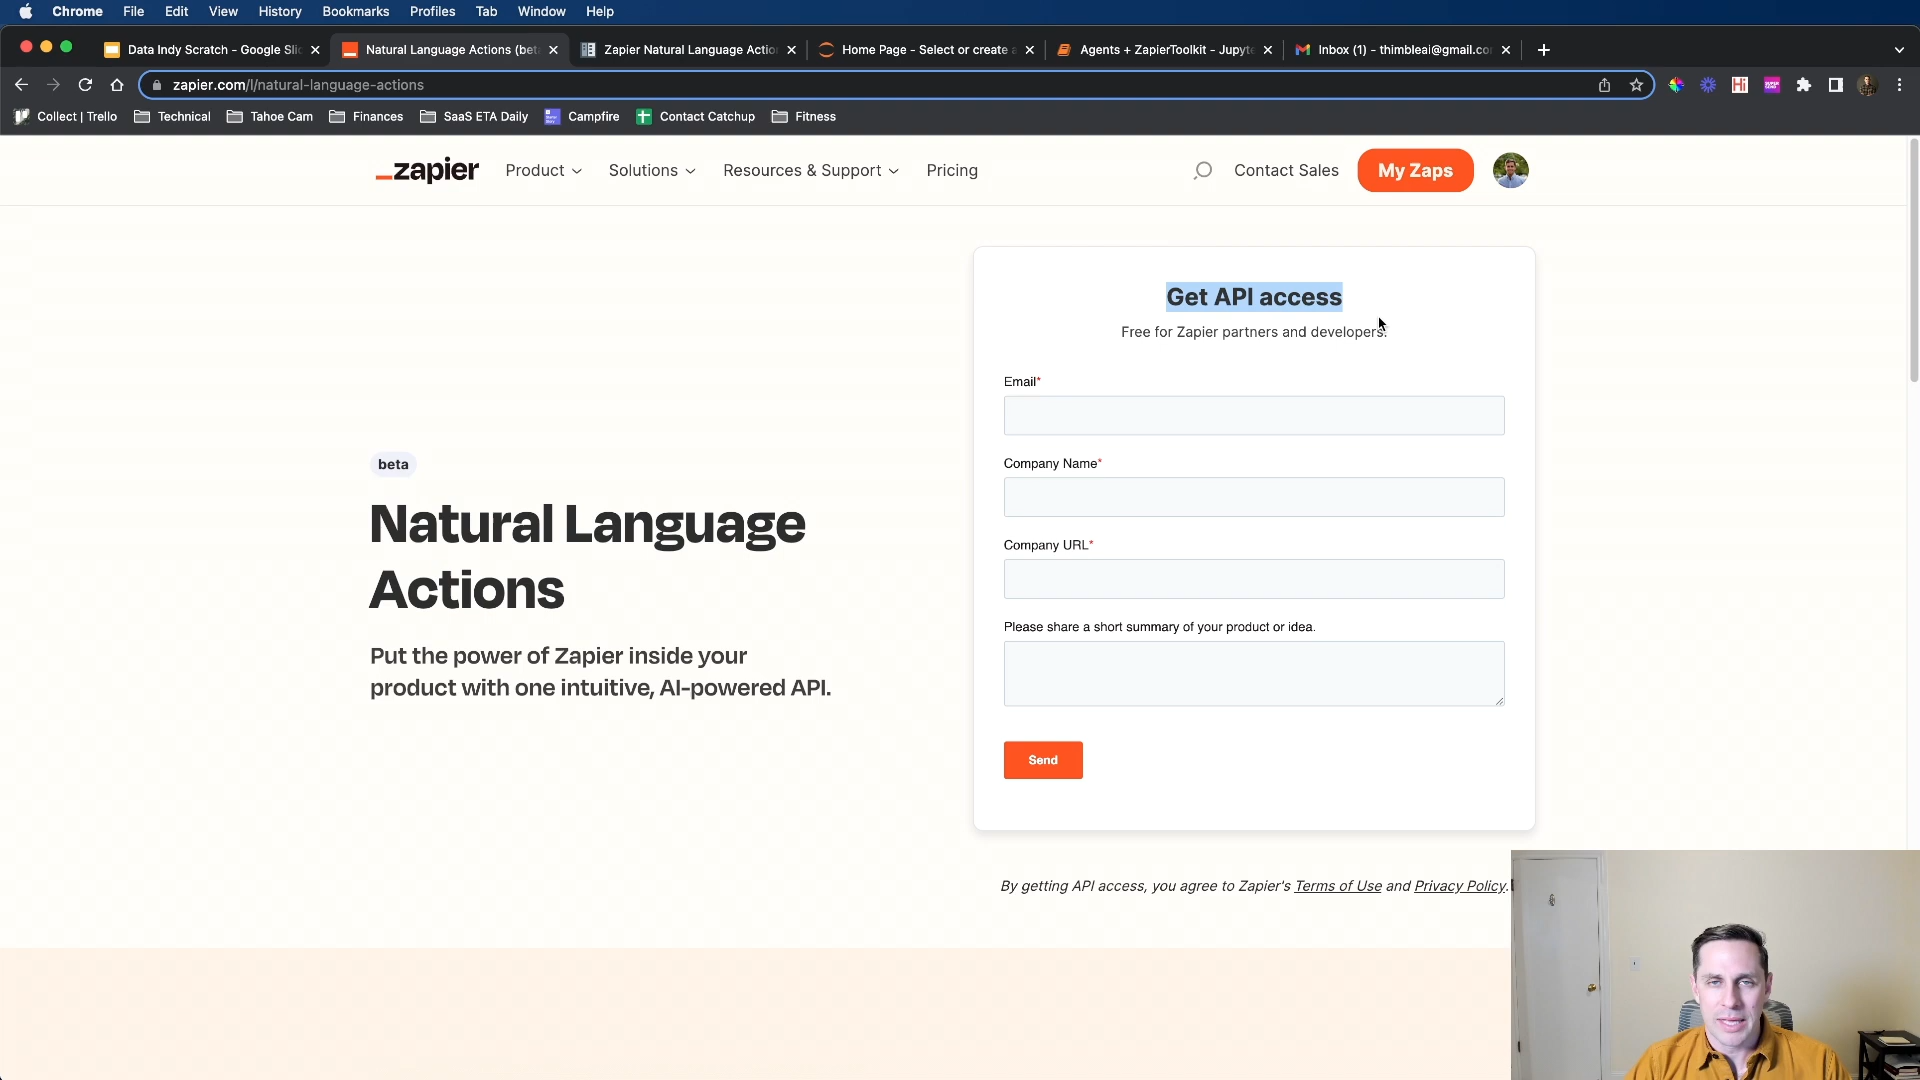 Chrome File Edit View History Bookmarks Profiles Tab Window Help
Data Indy Scratch - Google Slic
Natural Language Actions (bet
Zapier Natural Language Actio
Home Page - Select or create a
Agents + ZapierToolkit - Jupyte
Inbox (1) - thimbleai@gmail.co
zapier.com/l/natural-language-actions
Collect | Trello Technical Tahoe Cam Finances SaaS ETA Daily Campfire Contact Catchup Fitness
zapier Product Solutions Resources & Support Pricing Contact Sales My Zaps
Get API access
Free for Zapier partners and developers.
Email*
Company Name*
Company URL*
Please share a short summary of your product or idea.
Send
By getting API access, you agree to Zapier's Terms of Use and Privacy Policy.
beta
Natural Language
Actions
Put the power of Zapier inside your
product with one intuitive, AI-powered API.